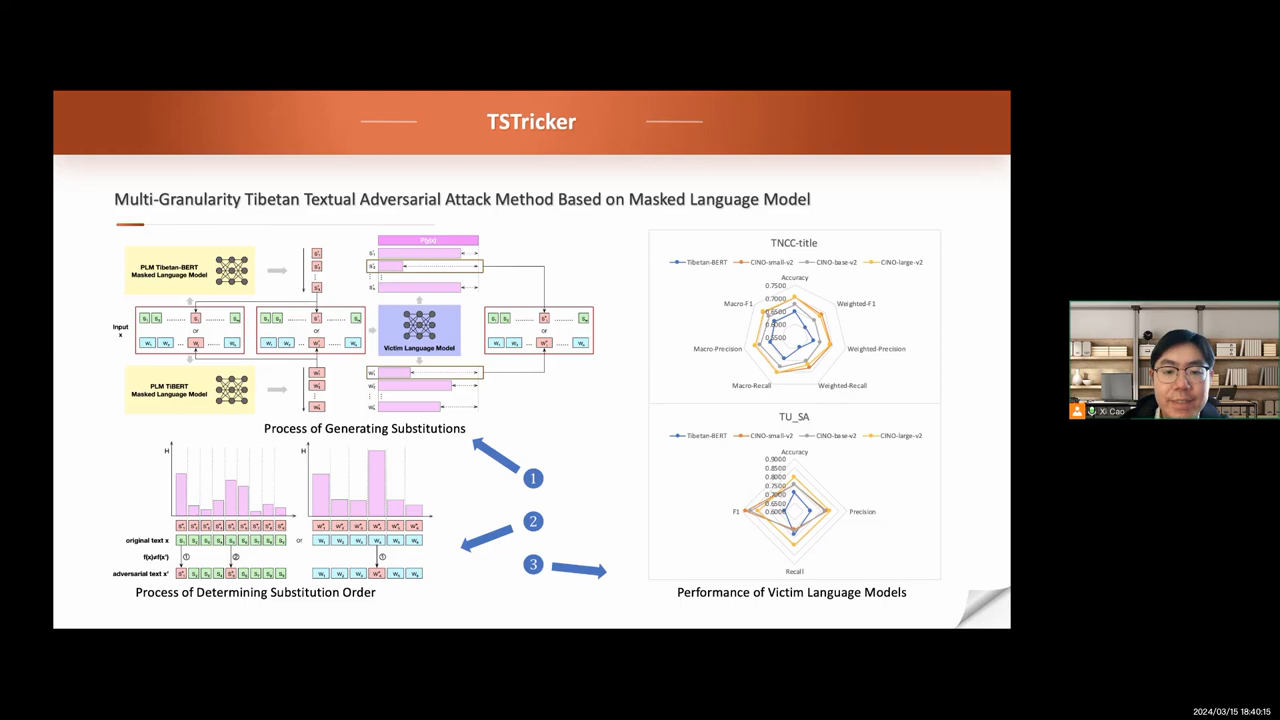 TSTricker
Multi-Granularity Tibetan Textual Adversarial Attack Method Based on Masked Language Model
PLM Tibetan-BERT
Masked Language Model
Input
x
or
or
or
Victim Language Model
PLM TiBERT
Masked Language Model
P(y|x)
Process of Generating Substitutions
H
H
original text x
or
f(x)≠f(x')
① ② ①
adversarial text x'
Process of Determining Substitution Order
1
2
3
TNCC-title
Tibetan-BERT CINO-small-v2 CINO-base-v2 CINO-large-v2
Accuracy
0.7500
0.7000
0.6500
0.6000
0.5500
Macro-F1
Weighted-F1
Macro-Precision
Weighted-Precision
Macro-Recall
Weighted-Recall
TU_SA
Tibetan-BERT CINO-small-v2 CINO-base-v2 CINO-large-v2
Accuracy
0.9000
0.8500
0.8000
0.7500
0.7000
0.6500
0.6000
F1
Precision
Recall
Performance of Victim Language Models
Xi Cao
2024/03/15 18:40:15